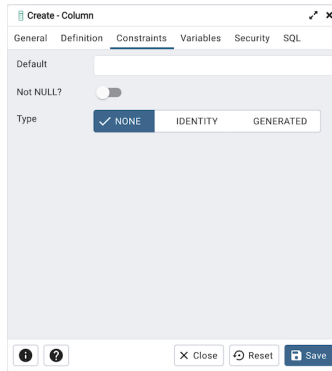 Create - Column
General Definition Constraints Variables Security SQL
Default
Not NULL?
Type NONE IDENTITY GENERATED
Close Reset Save